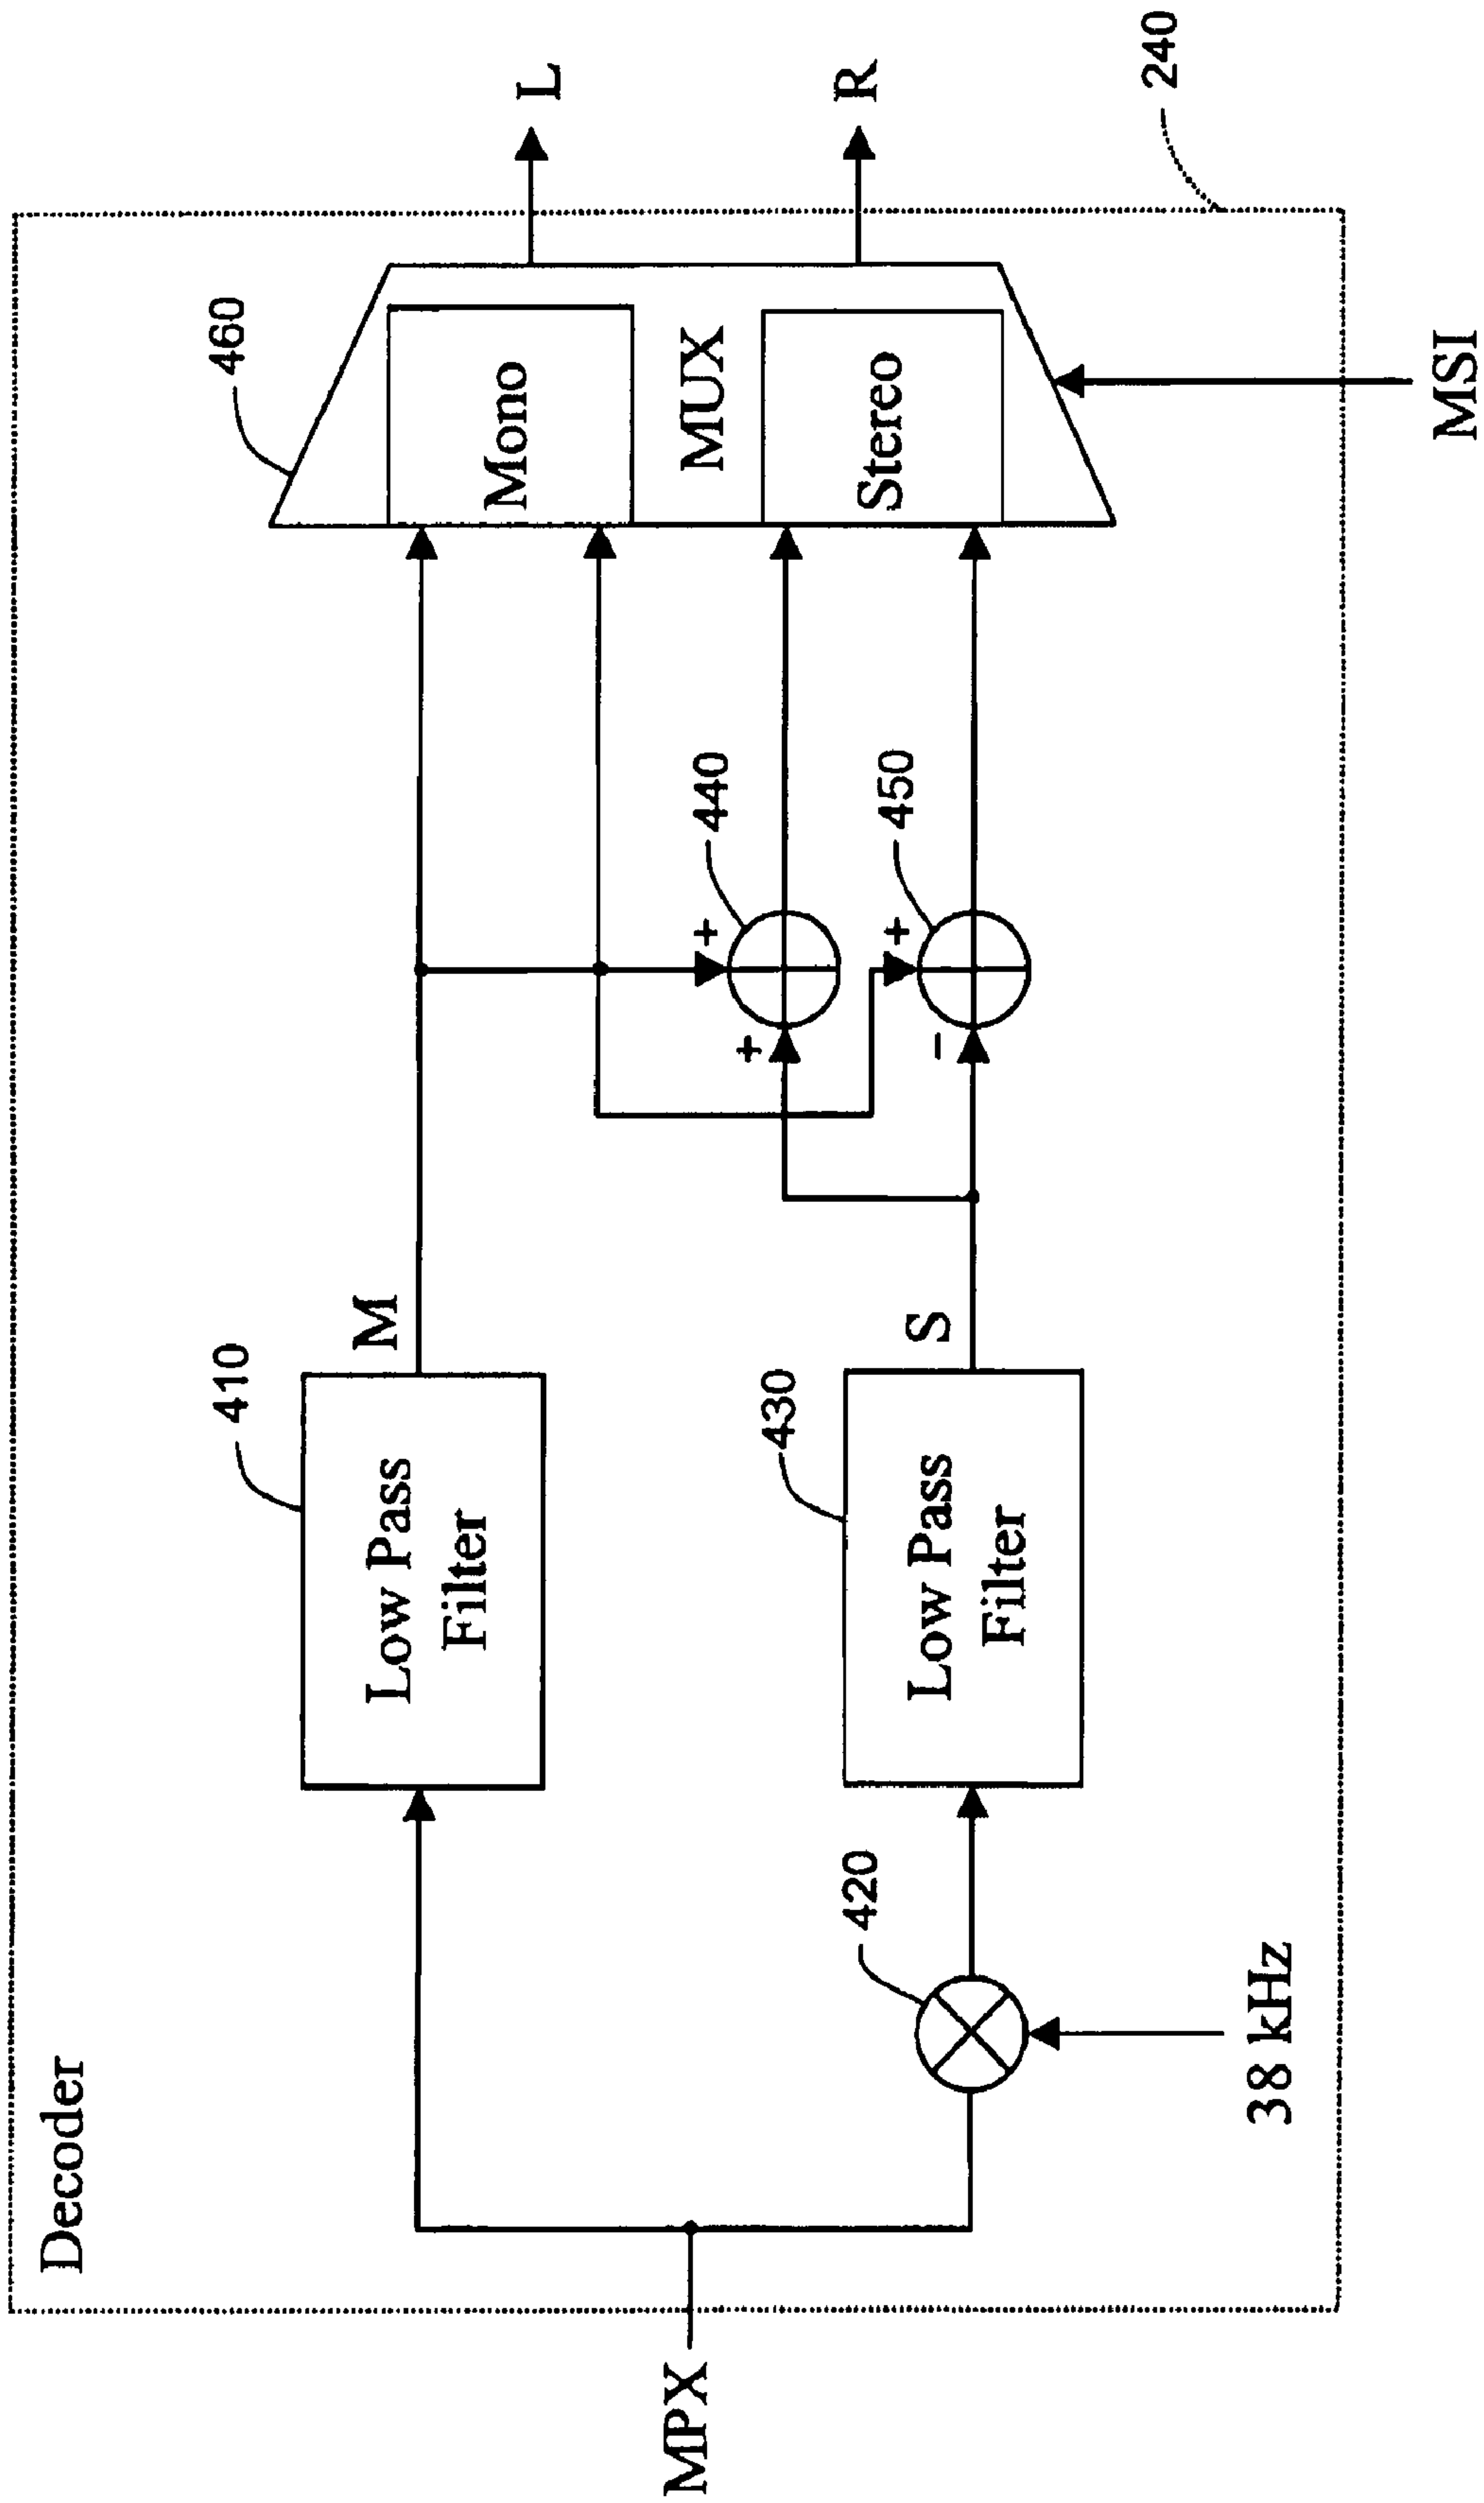 Decoder
MPX
410
Low Pass
Filter
M
420
38 kHz
430
Low Pass
Filter
S
+
+
440
+
-
450
460
Mono
MUX
Stereo
MSI
L
R
240